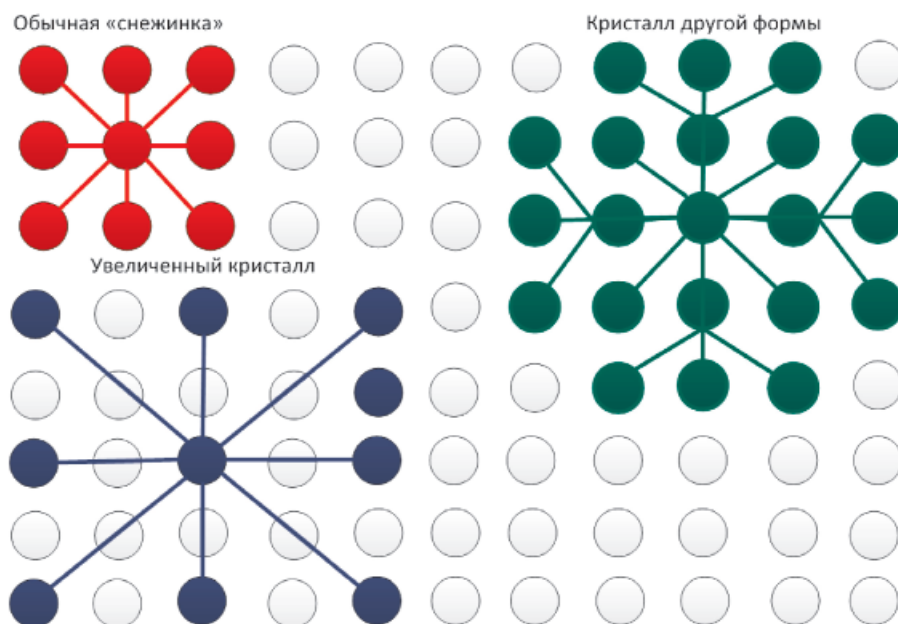 Обычная «снежинка»
Кристалл другой формы
Увеличенный кристалл